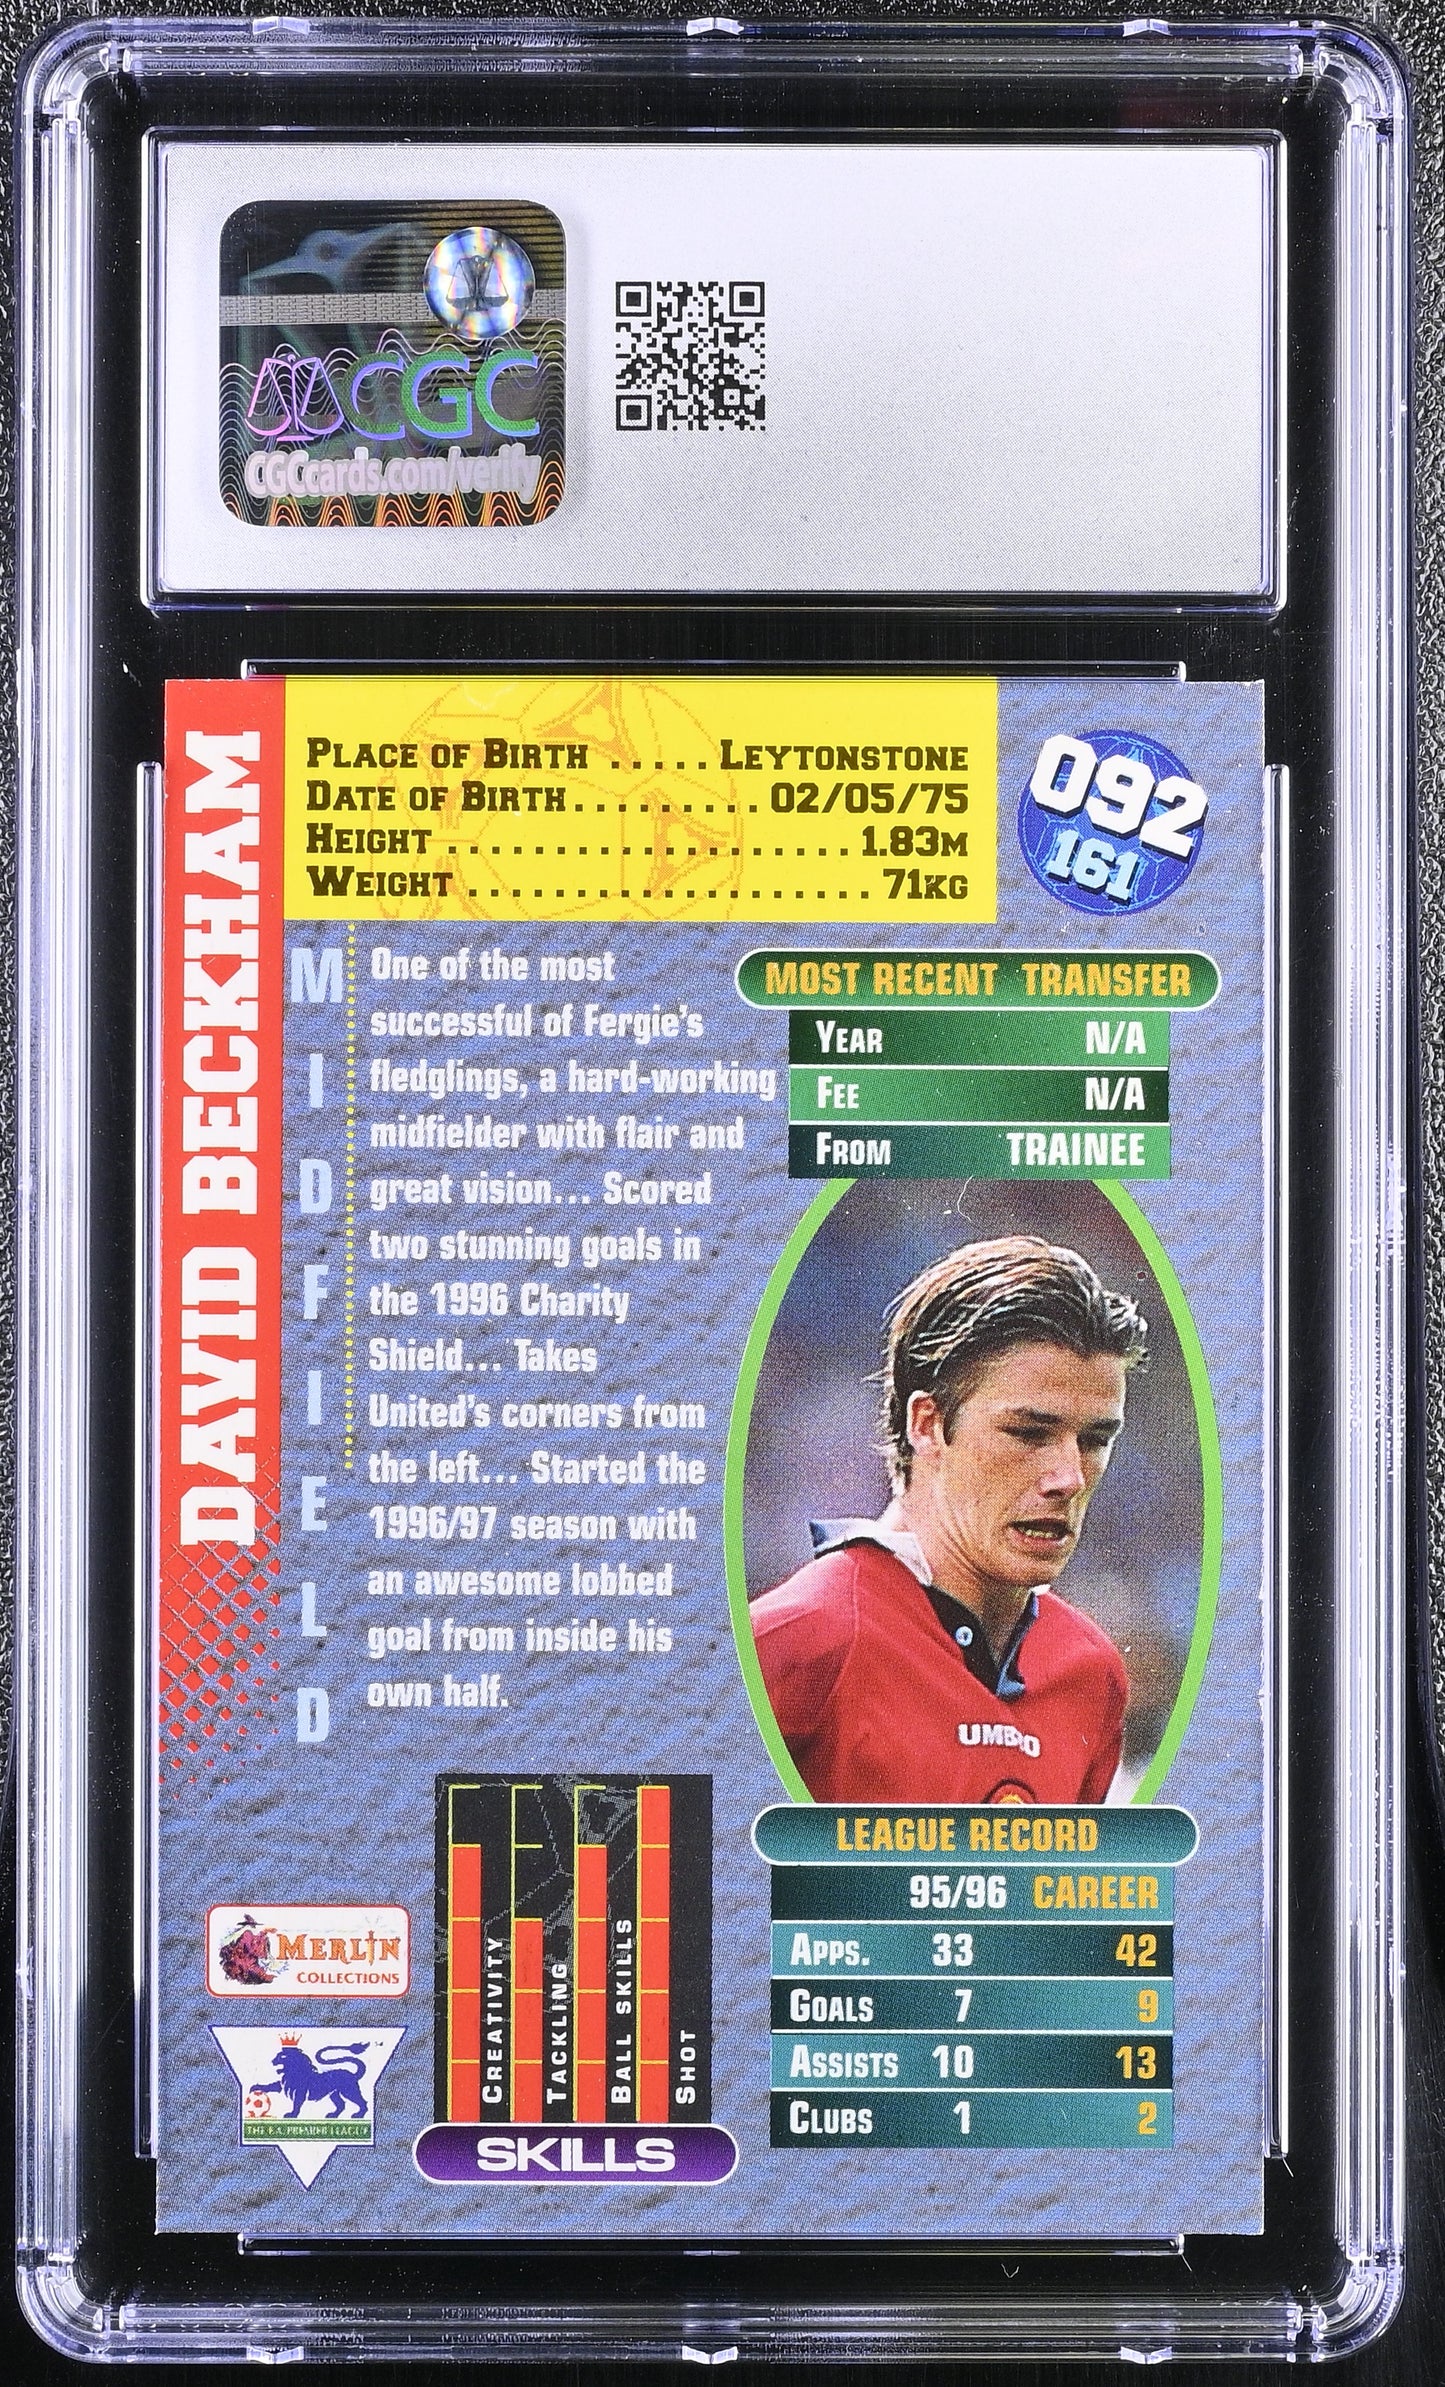 CGC
CGCcards.com/verify
DAVID BECKHAM
PLACE OF BIRTH ..... LEYTONSTONE
DATE OF BIRTH......... 02/05/75
HEIGHT ................... 1.83M
WEIGHT ................... 71KG
092
161
MIDFIELD
One of the most
successful of Fergie's
fledglings, a hard-working
midfielder with flair and
great vision... Scored
two stunning goals in
the 1996 Charity
Shield... Takes
United's corners from
the left... Started the
1996/97 season with
an awesome lobbed
goal from inside his
own half.
MOST RECENT TRANSFER
YEAR N/A
FEE N/A
FROM TRAINEE
UMBRO
LEAGUE RECORD
95/96 CAREER
APPS. 33 42
GOALS 7 9
ASSISTS 10 13
CLUBS 1 2
CREATIVITY
TACKLING
BALL SKILLS
SHOT
SKILLS
MERLIN
COLLECTIONS
THE F.A. PREMIER LEAGUE